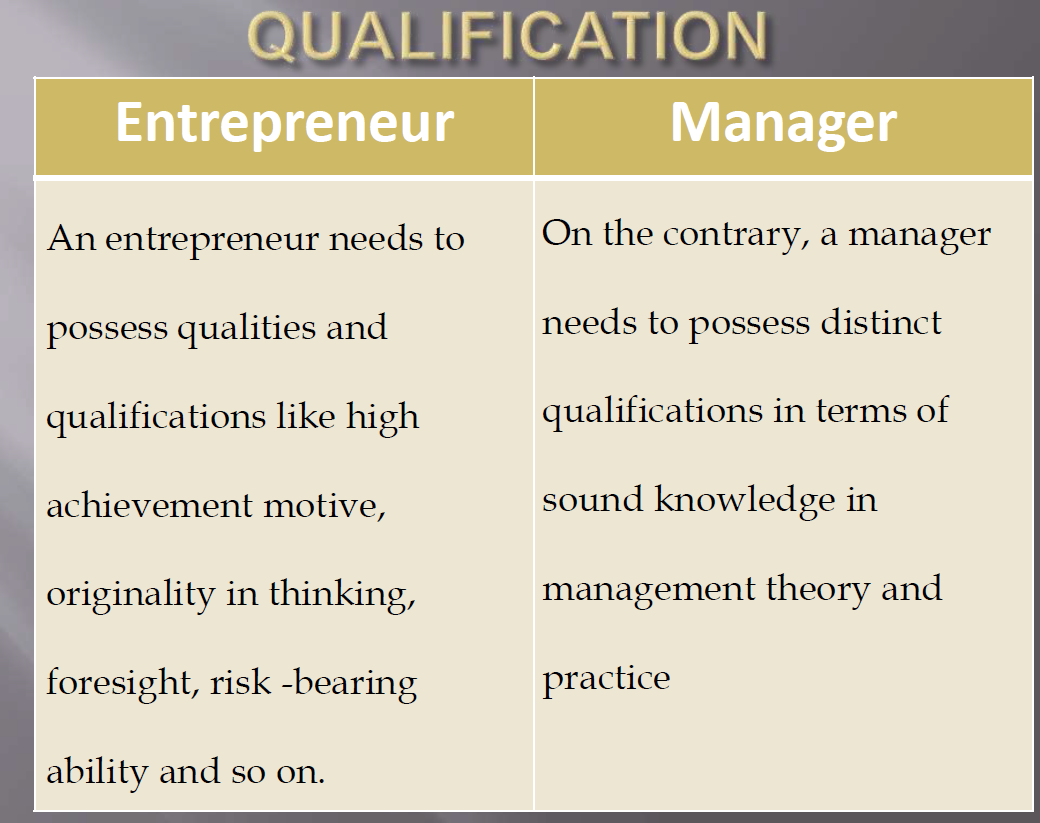 QUALIFICATION
Entrepreneur
Manager
An entrepreneur needs to
possess qualities and
qualifications like high
achievement motive,
originality in thinking,
foresight, risk -bearing
ability and so on.
On the contrary, a manager
needs to possess distinct
qualifications in terms of
sound knowledge in
management theory and
practice